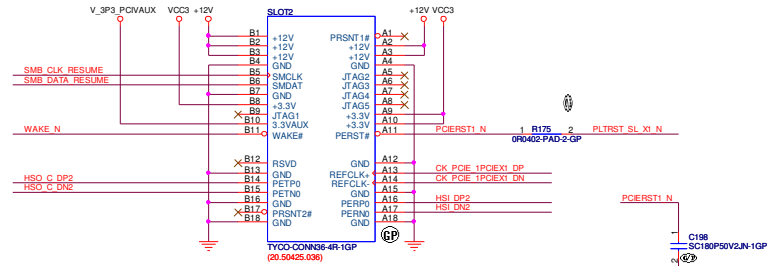 V_3P3_PCIVAUX VCC3 +12V
SLOT2
+12V VCC3
B1 +12V PRSNT1# A1
B2 +12V +12V A2
B3 +12V +12V A3
B4 GND GND A4
SMB_CLK_RESUME B5 SMCLK JTAG2 A5
SMB_DATA_RESUME B6 SMDAT JTAG3 A6
B7 GND JTAG4 A7
B8 +3.3V JTAG5 A8
B9 JTAG1 +3.3V A9
B10 3.3VAUX +3.3V A10
WAKE_N B11 WAKE# PERST# A11 PCIERST1_N 1 R175 2 PLTRST_SL_X1_N
0R0402-PAD-2-GP
B12 RSVD GND A12
B13 GND REFCLK+ A13 CK_PCIE_1PCIEX1_DP
HSO_C_DP2 B14 PETP0 REFCLK- A14 CK_PCIE_1PCIEX1_DN
HSO_C_DN2 B15 PETN0 GND A15
B16 GND PERP0 A16 HSI_DP2 PCIERST1_N
B17 PRSNT2# PERN0 A17 HSI_DN2
B18 GND GND A18
GP
1
C198
TYCO-CONN36-4R-1GP
SC180P50V2JN-1GP
(20.50425.036)
2